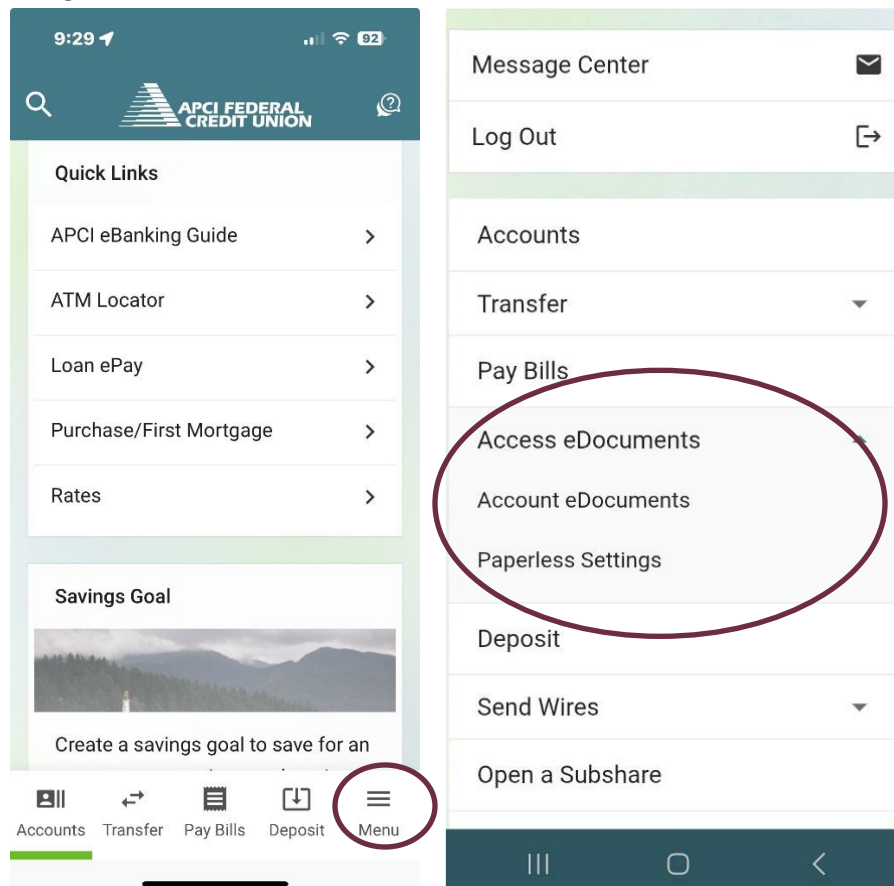 9:29
92
APCI FEDERAL
CREDIT UNION
Quick Links
APCI eBanking Guide
ATM Locator
Loan ePay
Purchase/First Mortgage
Rates
Savings Goal
Create a savings goal to save for an
Accounts Transfer Pay Bills Deposit Menu
Message Center
Log Out
Accounts
Transfer
Pay Bills
Access eDocuments
Account eDocuments
Paperless Settings
Deposit
Send Wires
Open a Subshare